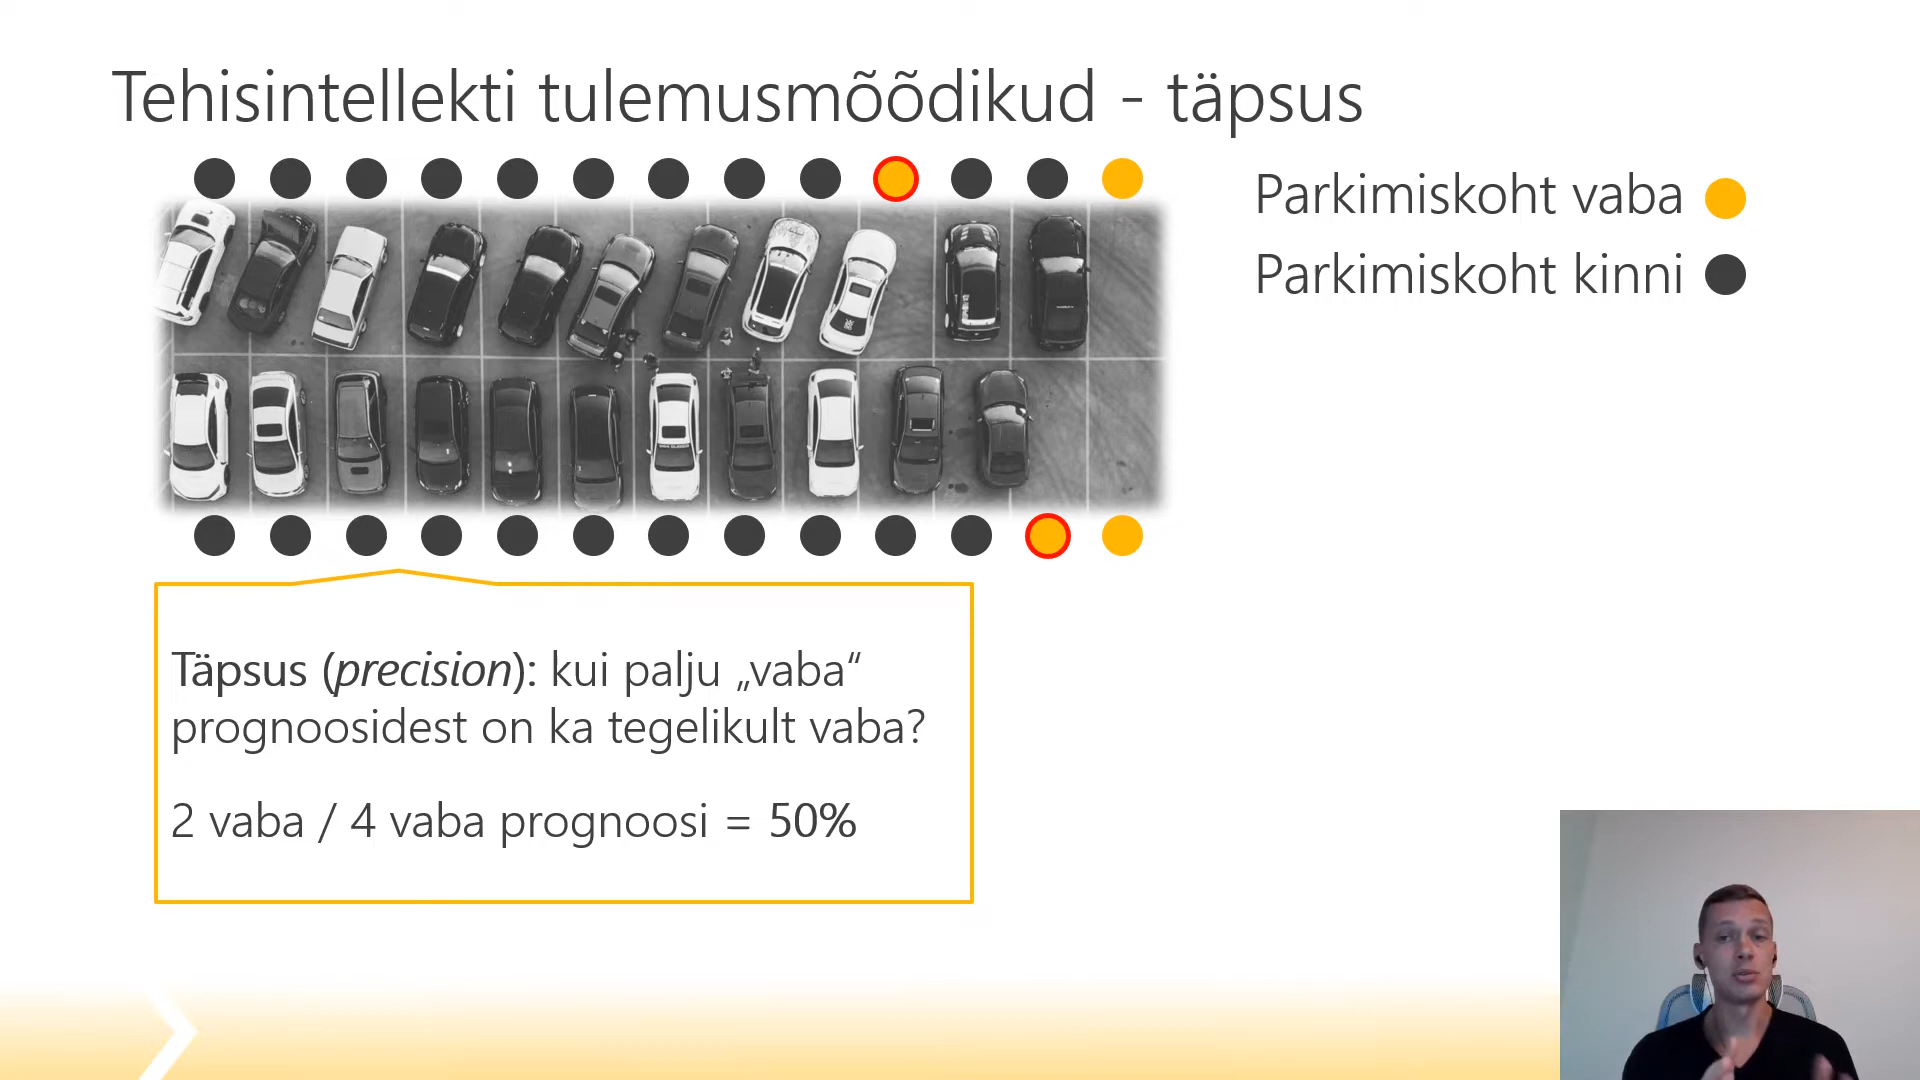 Tehisintellekti tulemusmõõdikud - täpsus
Parkimiskoht vaba
Parkimiskoht kinni
Täpsus (precision): kui palju „vaba“
prognoosidest on ka tegelikult vaba?
2 vaba / 4 vaba prognoosi = 50%